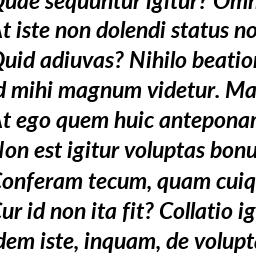 Quae sequuntur igitur? Omn
At iste non dolendi status no
Quid adiuvas? Nihilo beatior
d mihi magnum videtur. Ma
At ego quem huic anteponar
Non est igitur voluptas bonu
Conferam tecum, quam cuiq
Cur id non ita fit? Collatio ig
dem iste, inquam, de volupta